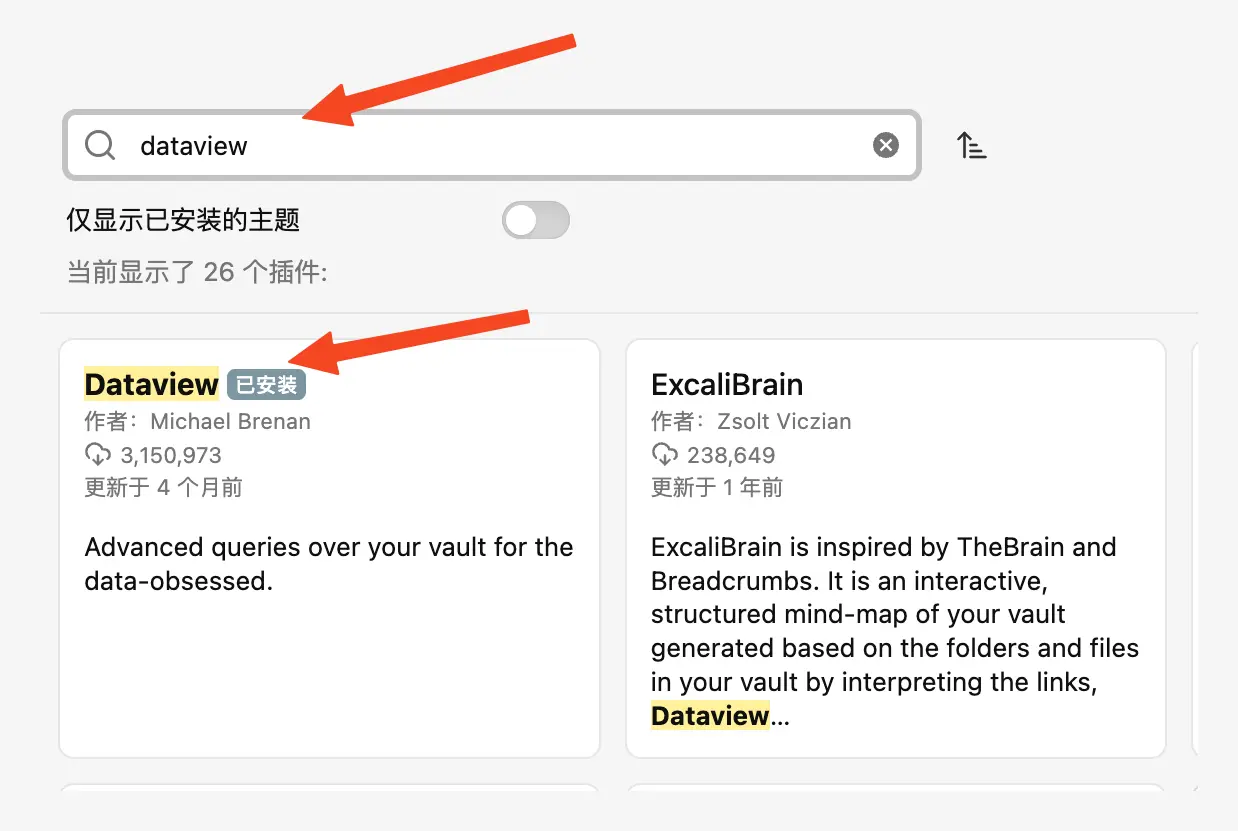 dataview
仅显示已安装的主题
当前显示了 26 个插件:
Dataview 已安装
作者：Michael Brenan
3,150,973
更新于 4 个月前
Advanced queries over your vault for the
data-obsessed.
ExcaliBrain
作者：Zsolt Viczian
238,649
更新于 1 年前
ExcaliBrain is inspired by TheBrain and
Breadcrumbs. It is an interactive,
structured mind-map of your vault
generated based on the folders and files
in your vault by interpreting the links,
Dataview...